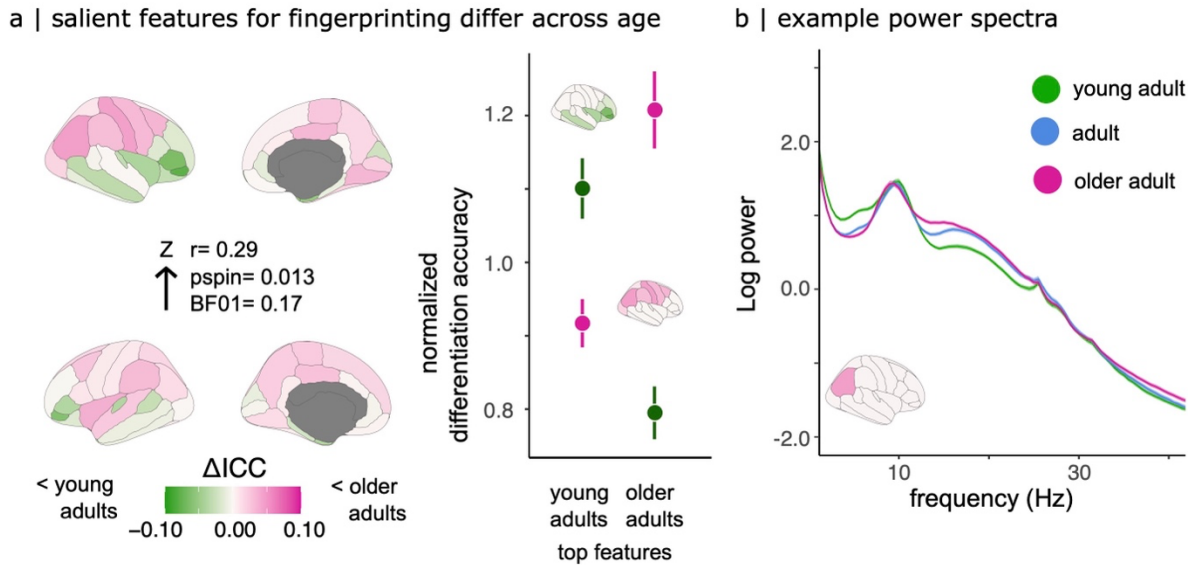 a | salient features for fingerprinting differ across age
Z r= 0.29
pspin= 0.013
BF01= 0.17
ΔICC
< young
adults
< older
adults
−0.10 0.00 0.10
normalized
differentiation accuracy
1.2
1.0
0.8
young older
adults adults
top features
b | example power spectra
young adult
adult
older adult
Log power
2.0
0.0
-2.0
10 30
frequency (Hz)